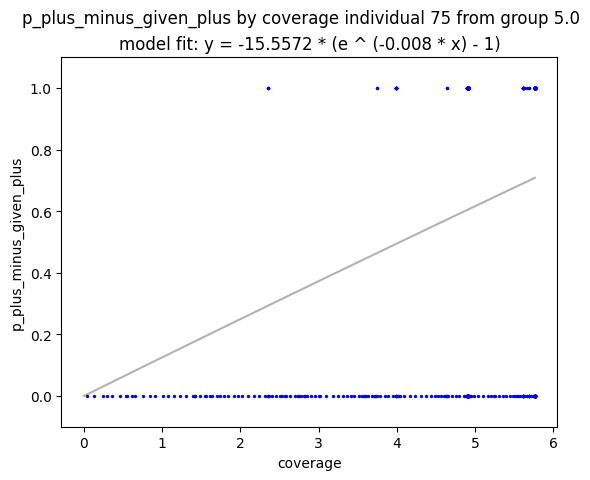 p_plus_minus_given_plus by coverage individual 75 from group 5.0
model fit: y = -15.5572 * (e ^ (-0.008 * x) - 1)
1.0
0.8
0.6
0.4
0.2
0.0
p_plus_minus_given_plus
0 1 2 3 4 5 6
coverage